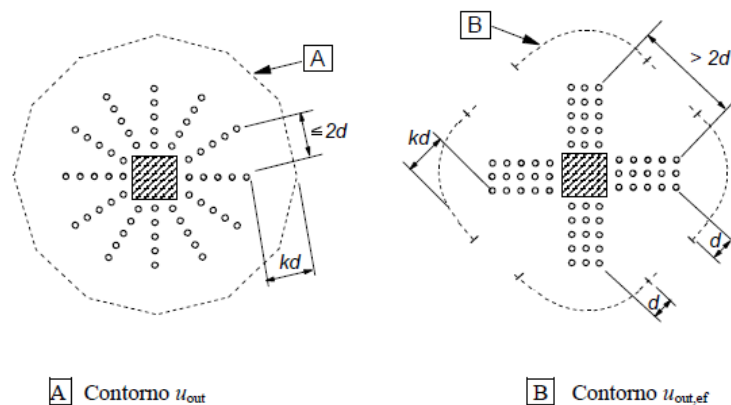 A
≦2d
kd
B
> 2d
kd
d
d
A Contorno uout
B Contorno uout,ef